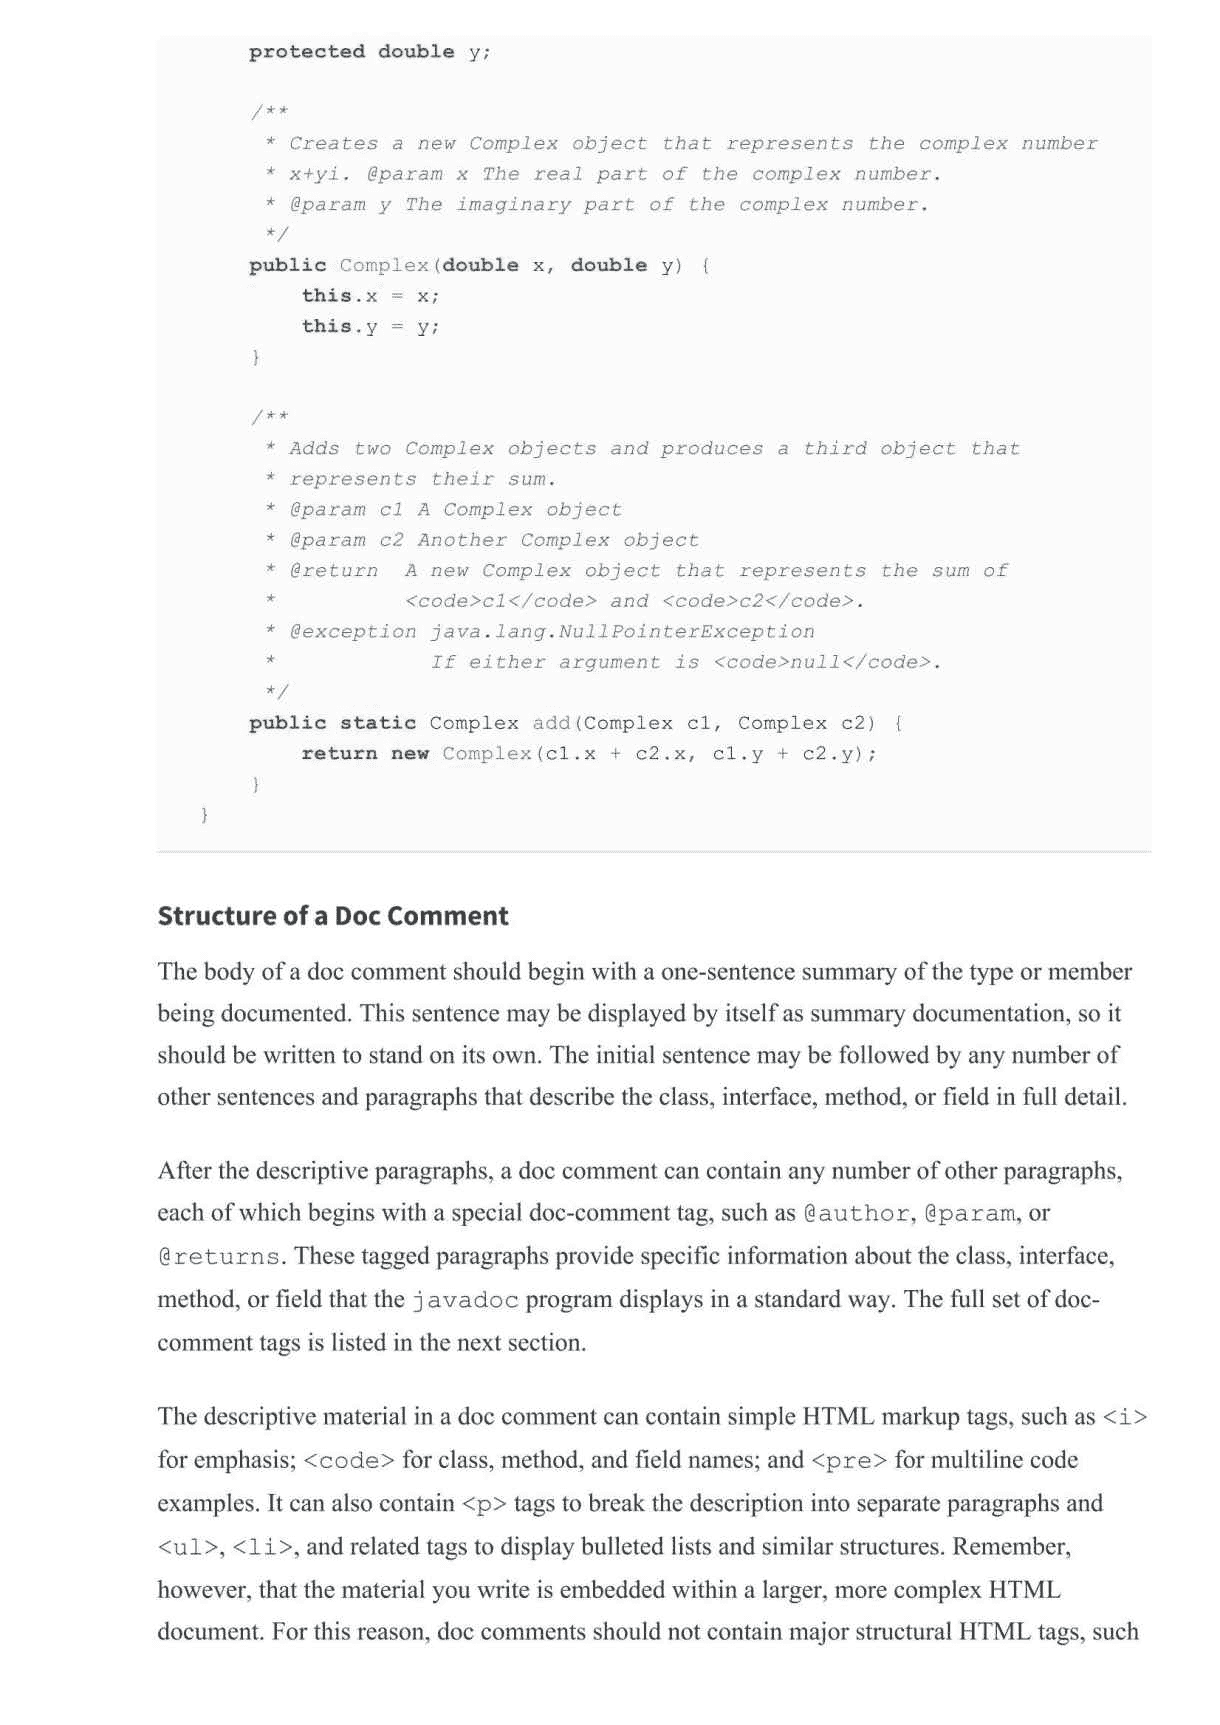 protected double y;
/**
* Creates a new Complex object that represents the complex number
* x+yi. @param x The real part of the complex number.
* @param y The imaginary part of the complex number.
*/
public Complex(double x, double y) {
this.x = x;
this.y = y;
}
/**
* Adds two Complex objects and produces a third object that
* represents their sum.
* @param c1 A Complex object
* @param c2 Another Complex object
* @return  A new Complex object that represents the sum of
*          <code>c1</code> and <code>c2</code>.
* @exception java.lang.NullPointerException
*            If either argument is <code>null</code>.
*/
public static Complex add(Complex c1, Complex c2) {
return new Complex(c1.x + c2.x, c1.y + c2.y);
}
}
Structure of a Doc Comment
The body of a doc comment should begin with a one-sentence summary of the type or member
being documented. This sentence may be displayed by itself as summary documentation, so it
should be written to stand on its own. The initial sentence may be followed by any number of
other sentences and paragraphs that describe the class, interface, method, or field in full detail.
After the descriptive paragraphs, a doc comment can contain any number of other paragraphs,
each of which begins with a special doc-comment tag, such as @author, @param, or
@returns. These tagged paragraphs provide specific information about the class, interface,
method, or field that the javadoc program displays in a standard way. The full set of doc-
comment tags is listed in the next section.
The descriptive material in a doc comment can contain simple HTML markup tags, such as <i>
for emphasis; <code> for class, method, and field names; and <pre> for multiline code
examples. It can also contain <p> tags to break the description into separate paragraphs and
<ul>, <li>, and related tags to display bulleted lists and similar structures. Remember,
however, that the material you write is embedded within a larger, more complex HTML
document. For this reason, doc comments should not contain major structural HTML tags, such